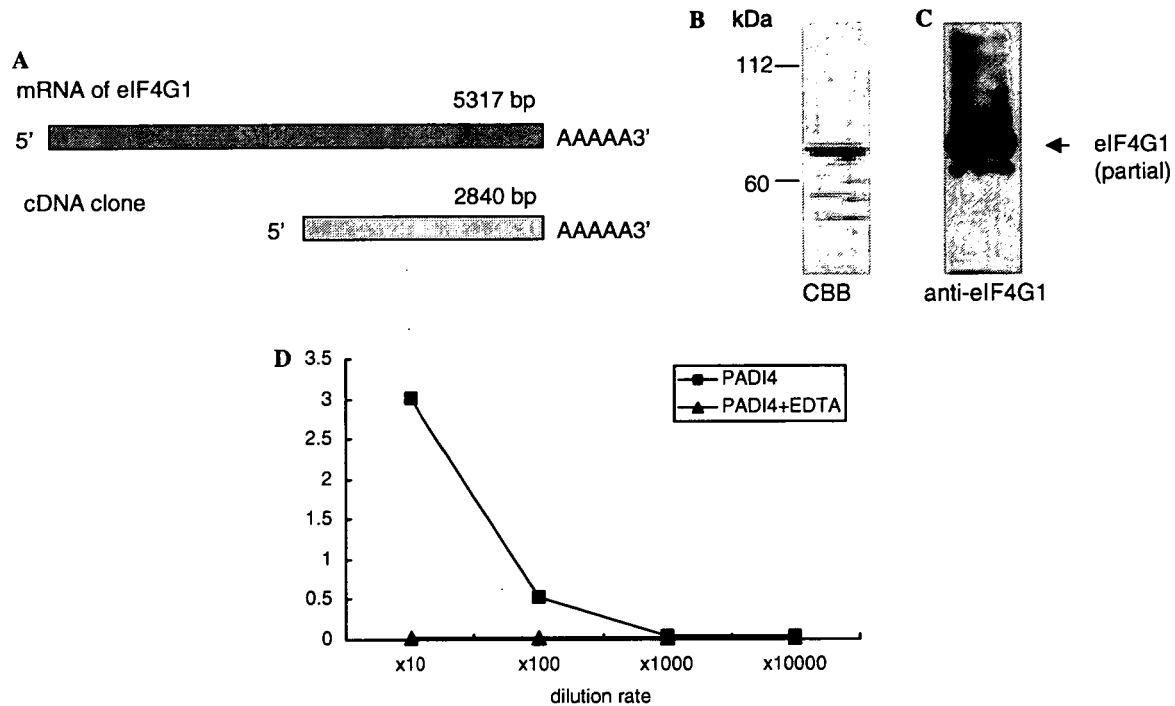 A
mRNA of eIF4G1
5317 bp
5' AAAAA3'
cDNA clone
2840 bp
5' AAAAA3'
B kDa
112
60
CBB
C
eIF4G1
(partial)
anti-eIF4G1
D
3.5
3
2.5
2
1.5
1
0.5
0
x10 x100 x1000 x10000
dilution rate
PADI4
PADI4+EDTA